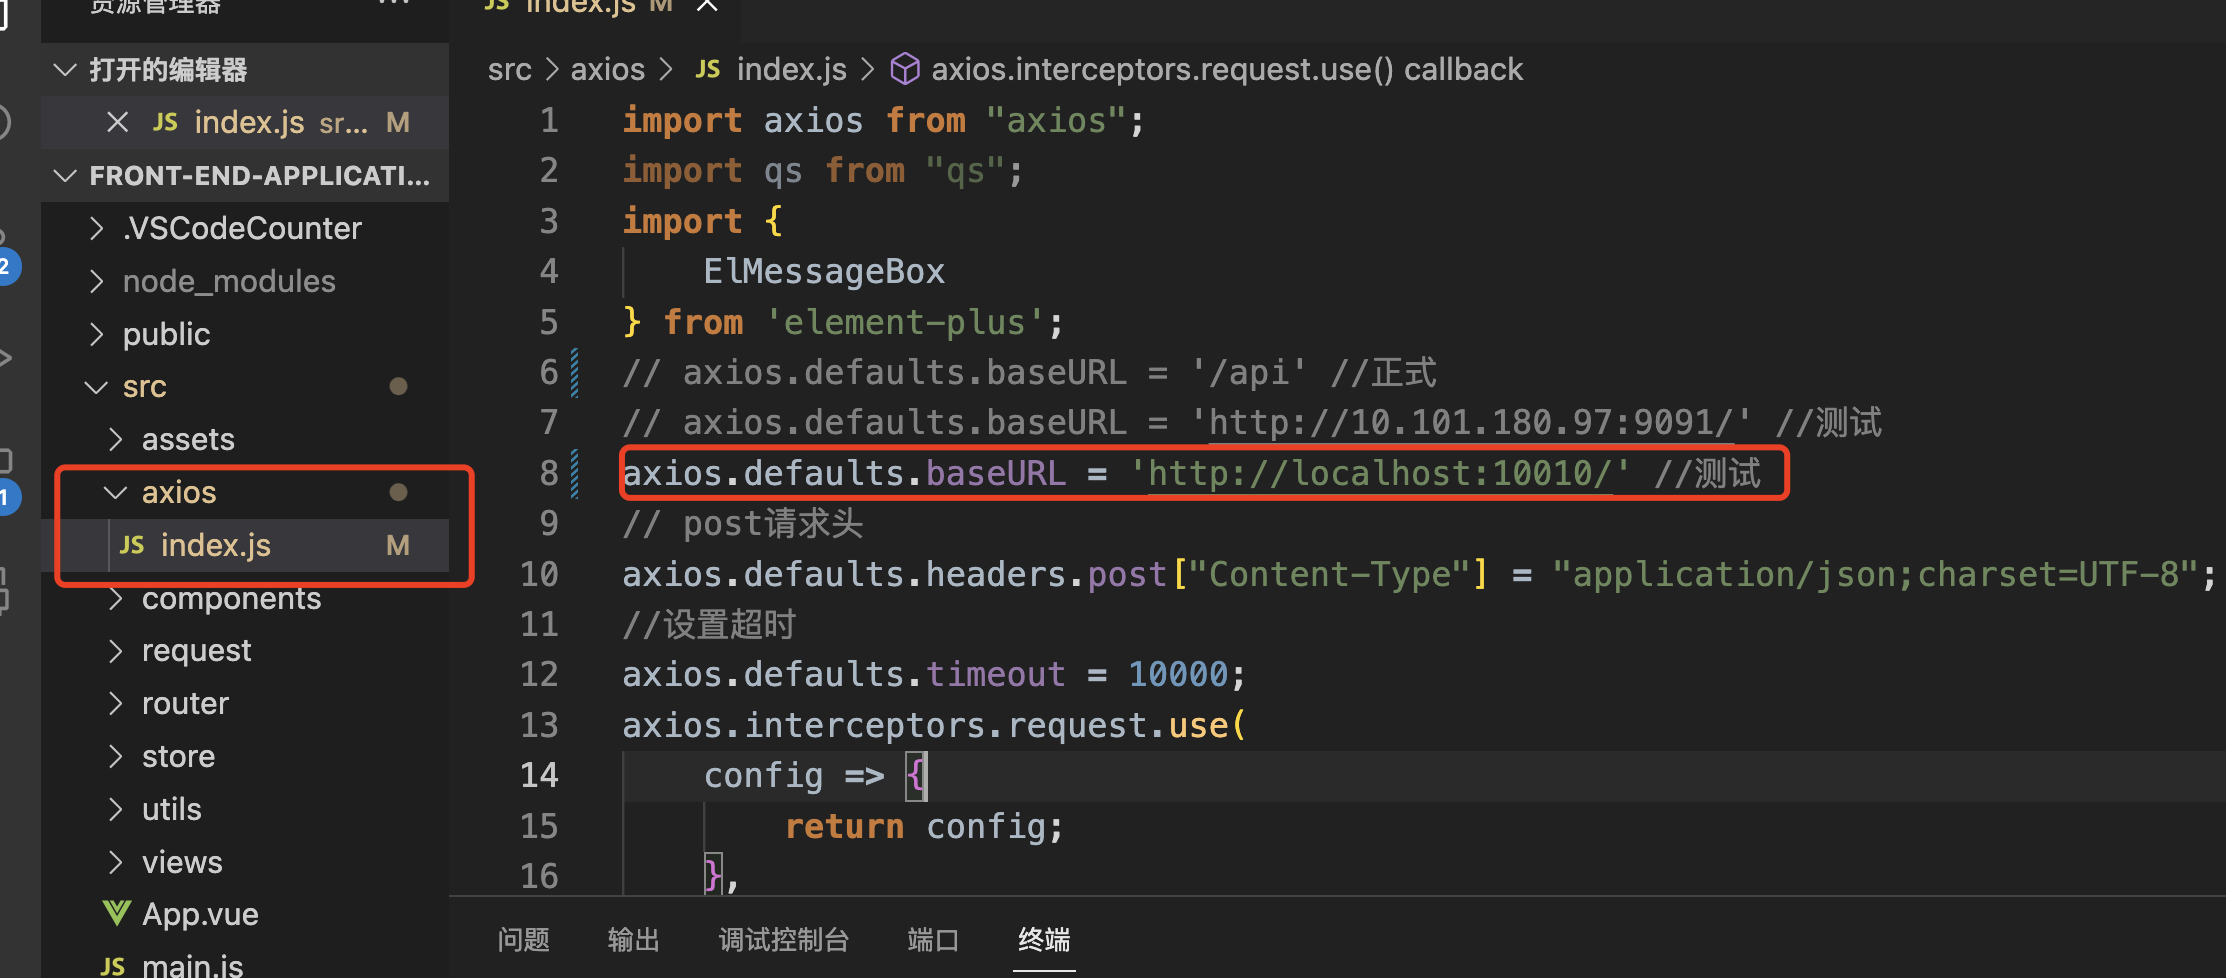 资源管理器 ...
打开的编辑器
JS index.js sr... M
FRONT-END-APPLICATI...
.VSCodeCounter
node_modules
public
src
assets
axios
JS index.js M
components
request
router
store
utils
views
App.vue
JS main.js
2
1
JS index.js M
src > axios > JS index.js > axios.interceptors.request.use() callback
1 import axios from "axios";
2 import qs from "qs";
3 import {
4 ElMessageBox
5 } from 'element-plus';
6 // axios.defaults.baseURL = '/api' //正式
7 // axios.defaults.baseURL = 'http://10.101.180.97:9091/' //测试
8 axios.defaults.baseURL = 'http://localhost:10010/' //测试
9 // post请求头
10 axios.defaults.headers.post["Content-Type"] = "application/json;charset=UTF-8";
11 //设置超时
12 axios.defaults.timeout = 10000;
13 axios.interceptors.request.use(
14 config => {
15 return config;
16 },
问题 输出 调试控制台 端口 终端